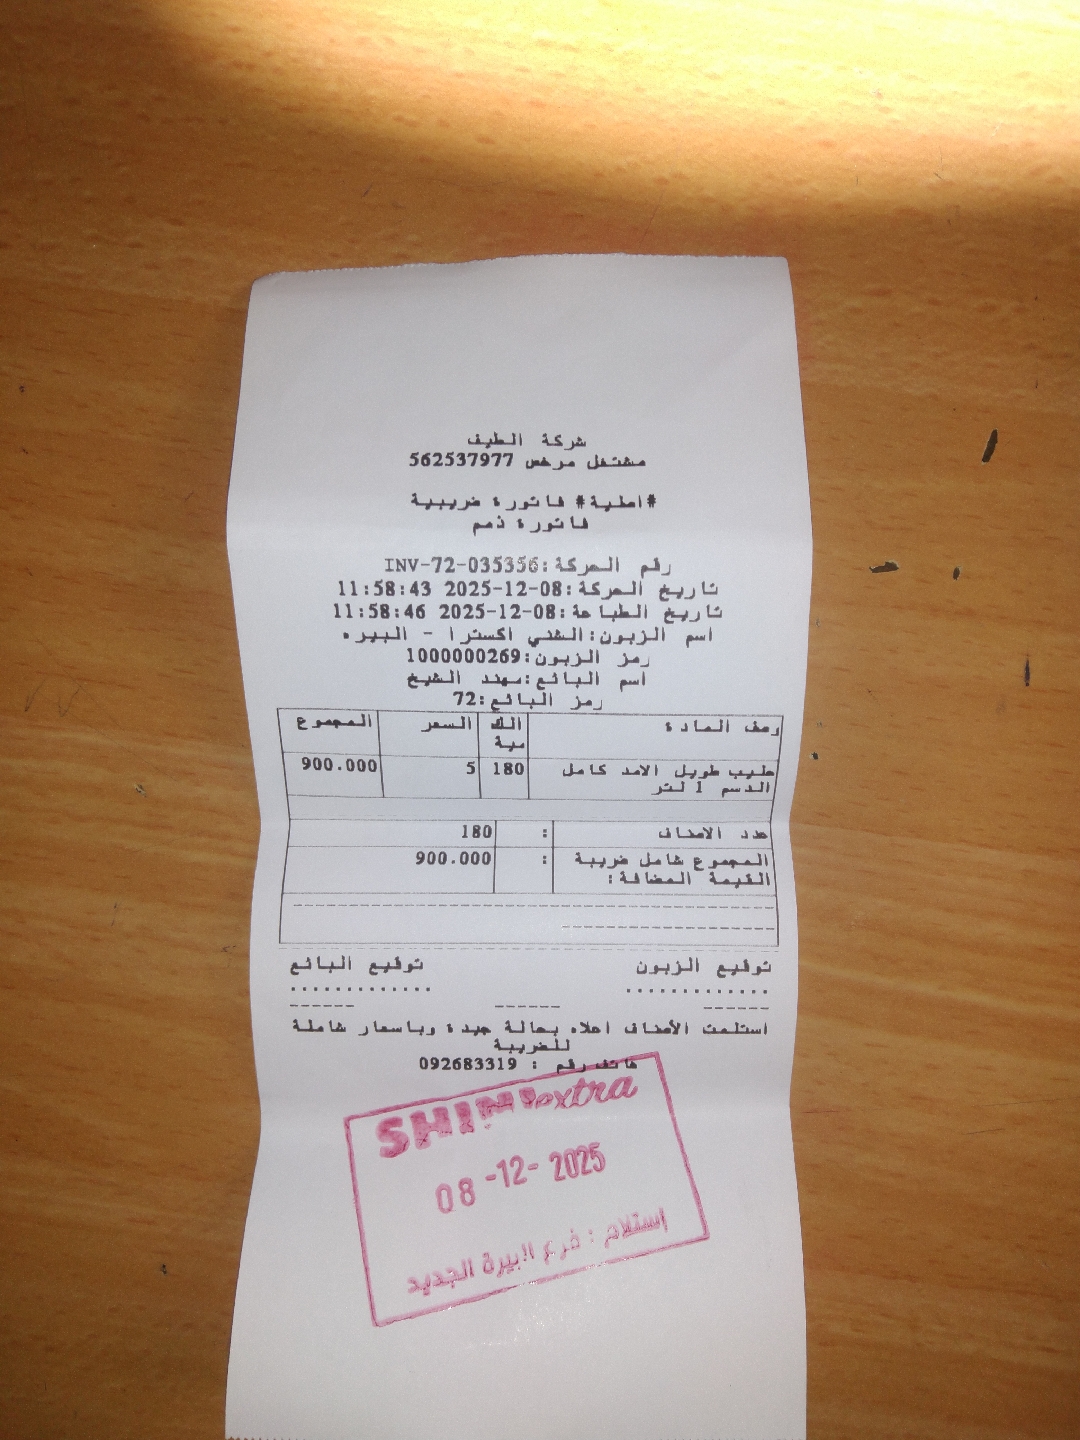 شركة الطيف
مشتغل مرخص 562537977
#اصلية# فاتورة ضريبية
فاتورة ذمم
رقم الحركة:INV-72-035356
تاريخ الحركة:2025-12-08 11:58:43
تاريخ الطباعة:2025-12-08 11:58:46
اسم الزبون:الشني اكسترا - البيره
رمز الزبون:1000000269
اسم البائع:مهند الشيخ
رمز البائع:72
وصف المادة الكمية السعر المجموع
حليب طويل الامد كامل 180 5 900.000
الدسم 1 لتر
عدد الاصناف : 180
المجموع شامل ضريبة : 900.000
القيمة المضافة:
توقيع الزبون توقيع البائع
استلمت الأصناف اعلاه بحالة جيدة وباسعار شاملة
للضريبة
هاتف رقم : 092683319
SHINI extra
08-12-2025
إستلام : فرع البيرة الجديد